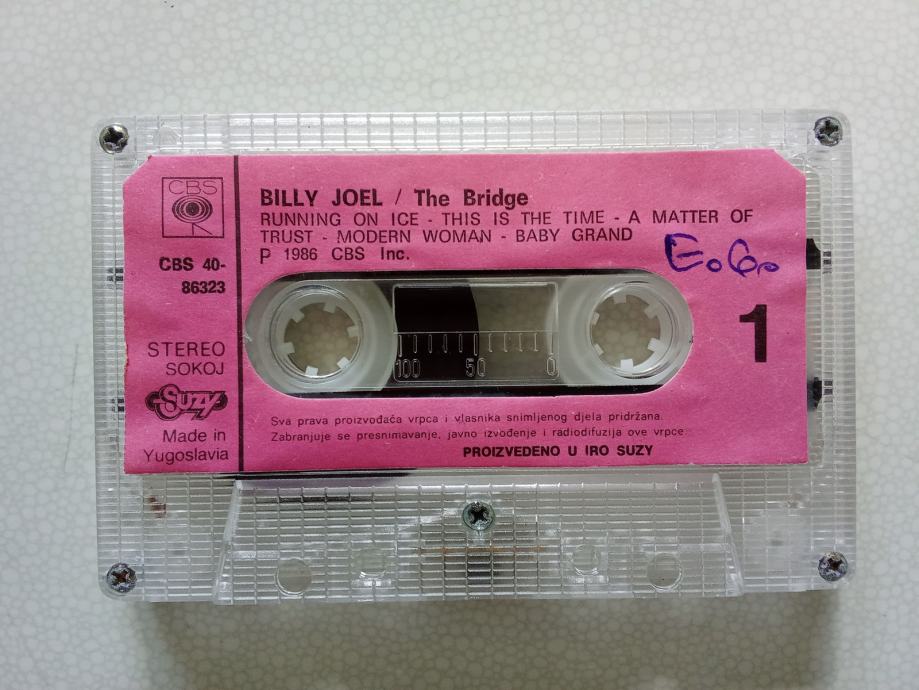 CBS
BILLY JOEL / The Bridge
RUNNING ON ICE - THIS IS THE TIME - A MATTER OF
TRUST - MODERN WOMAN - BABY GRAND
P 1986 CBS Inc.
E.G.
CBS 40-
86323
1
STEREO
SOKOJ
SUZY
Made in
Yugoslavia
100 50 0
Sva prava proizvođača vrpca i vlasnika snimljenog djela pridržana.
Zabranjuje se presnimavanje, javno izvođenje i radiodifuzija ove vrpce.
PROIZVEDENO U IRO SUZY